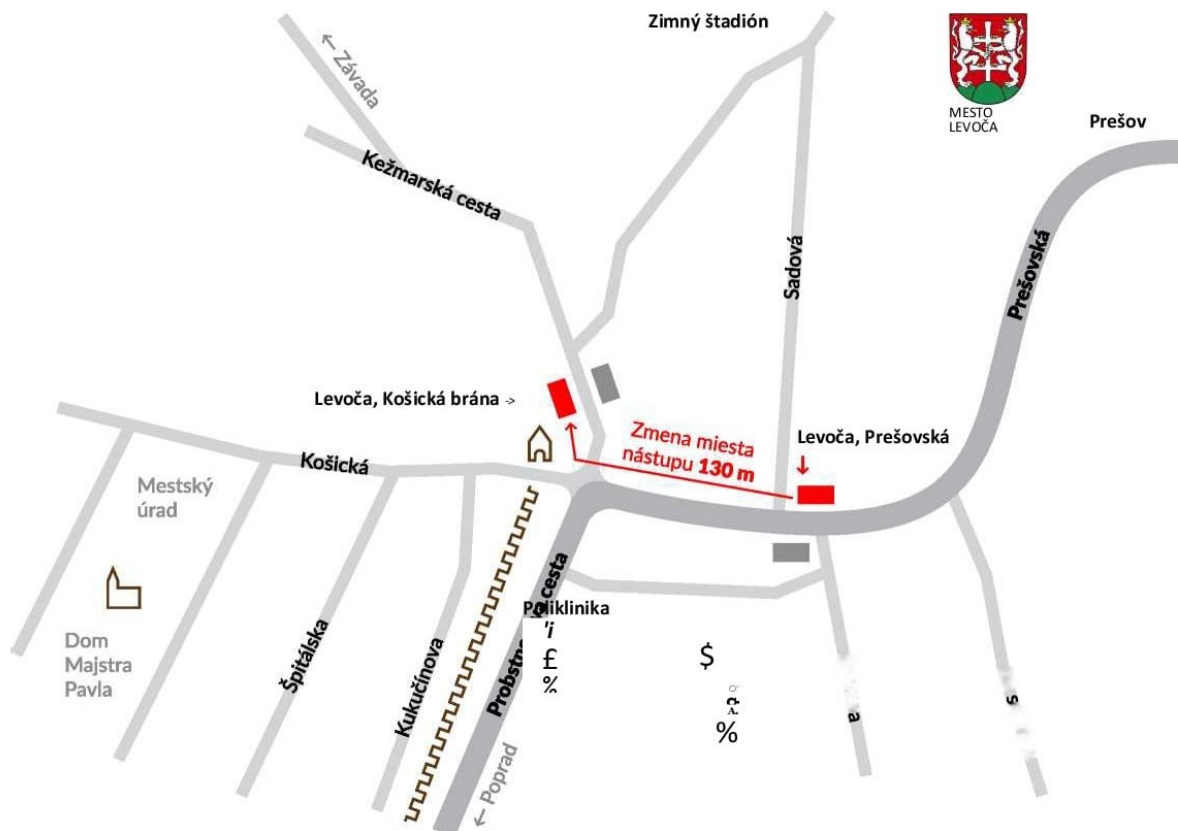 Zimný štadión
MESTO
LEVOČA
Prešov
← Závada
Kežmarská cesta
Sadová
Prešovská
Levoča, Košická brána ->
Zmena miesta
nástupu 130 m
Levoča, Prešovská
Košická
Mestský
úrad
Dom
Majstra
Pavla
Špitálska
Kukučínova
cesta
Poliklinika
'i
£
%
$
%
a
s
← Poprad